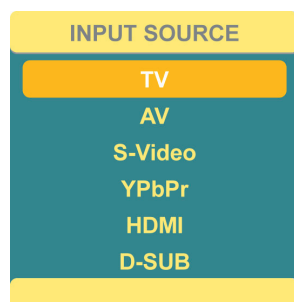 INPUT SOURCE
TV
AV
S-Video
YPbPr
HDMI
D-SUB